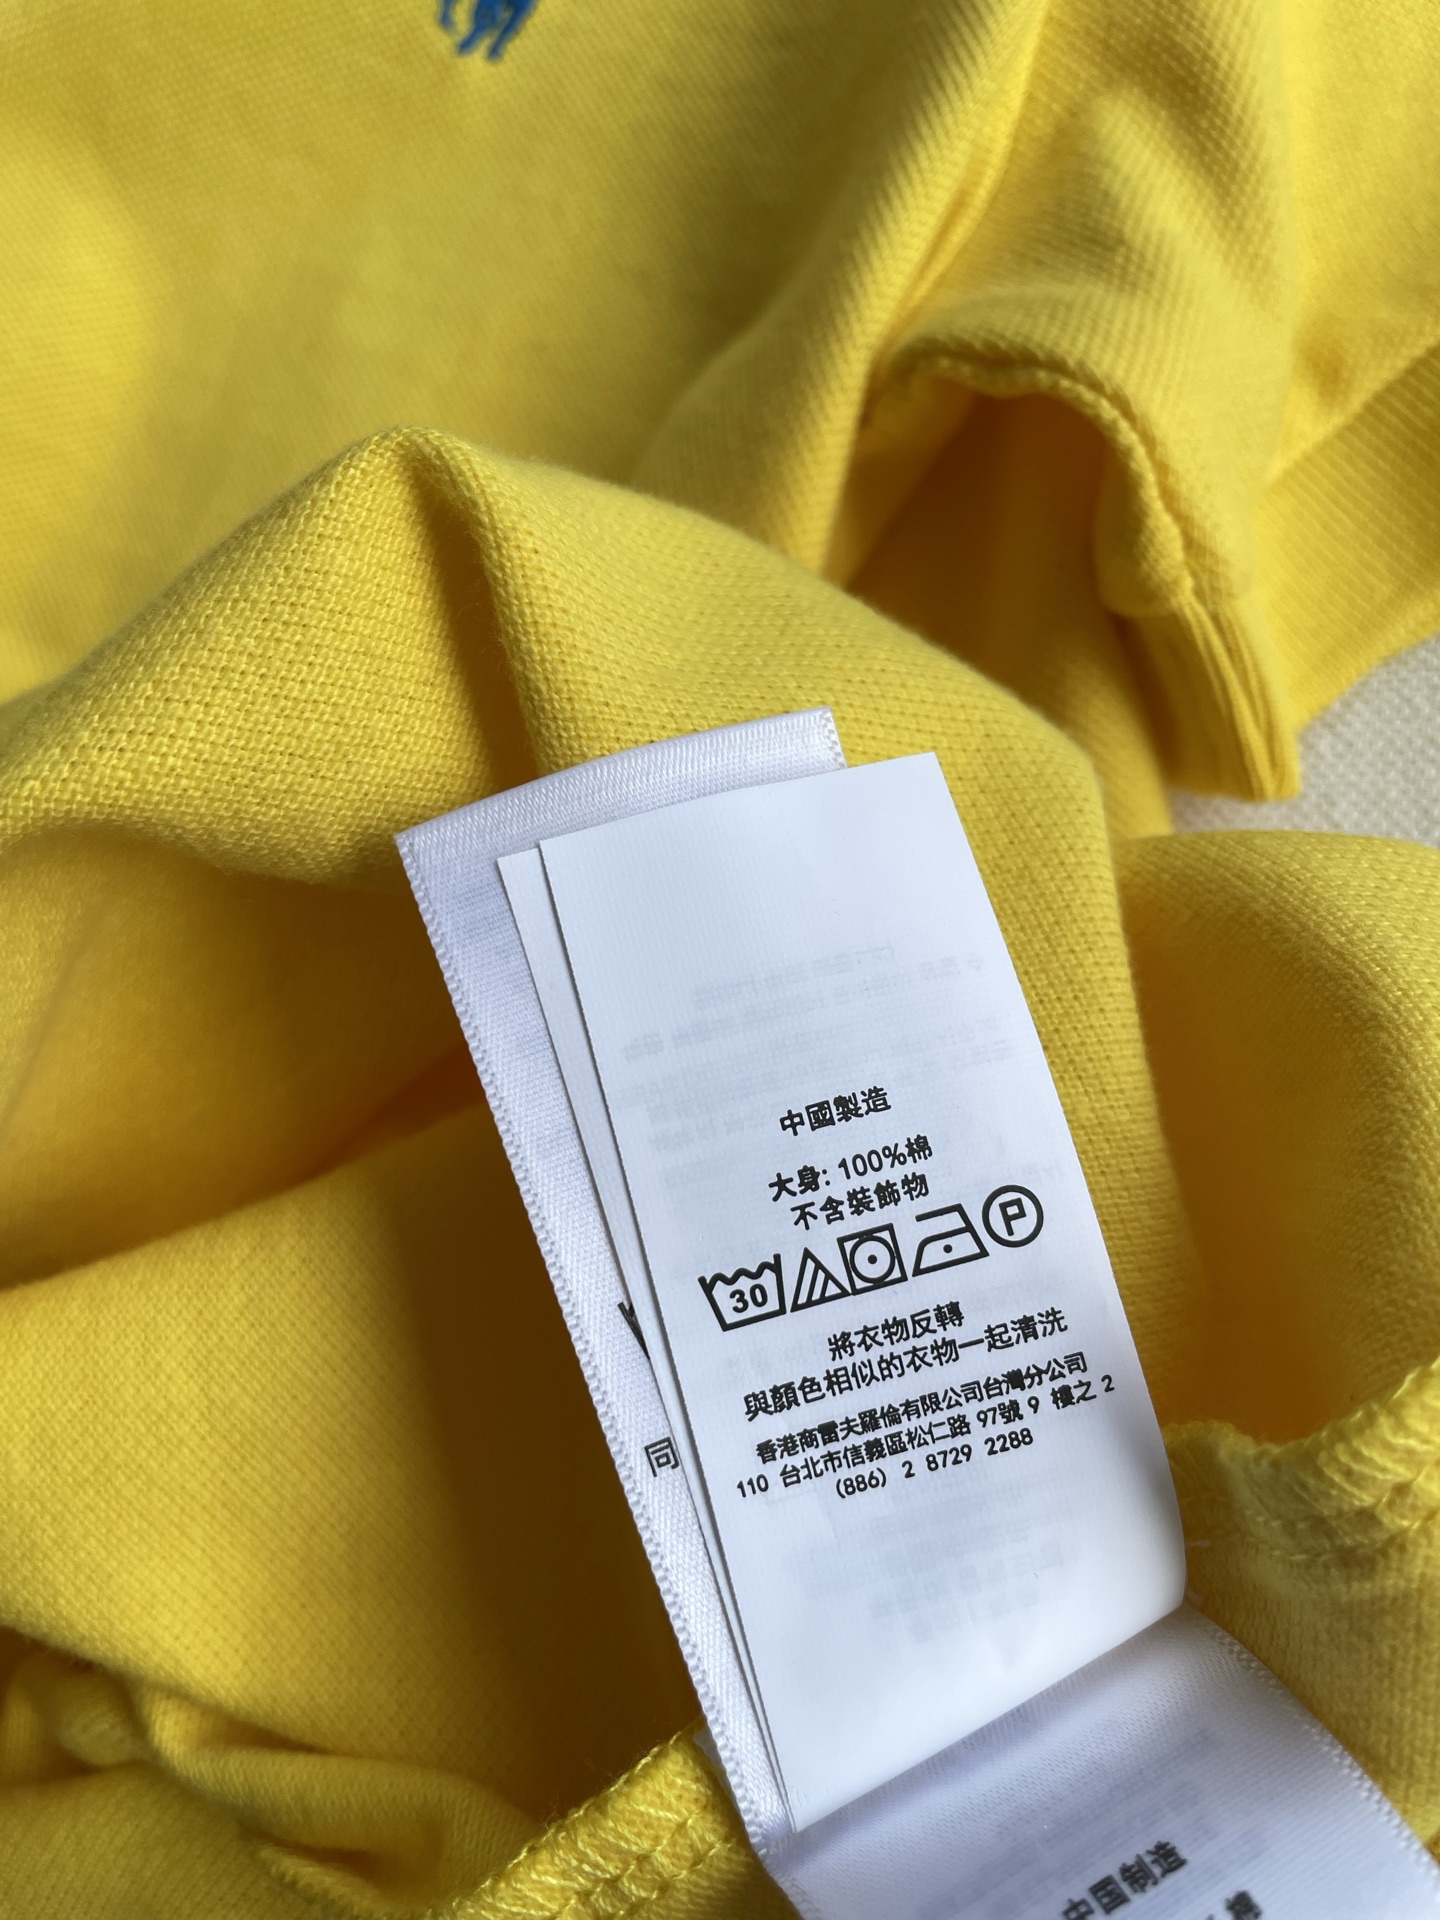 中國製造
大身: 100%棉
不含裝飾物
30 P
將衣物反轉
與顏色相似的衣物一起清洗
香港商雷夫羅倫有限公司台灣分公司
110 台北市信義區松仁路 97號 9 樓之 2
(886) 2 8729 2288
同
中国制造